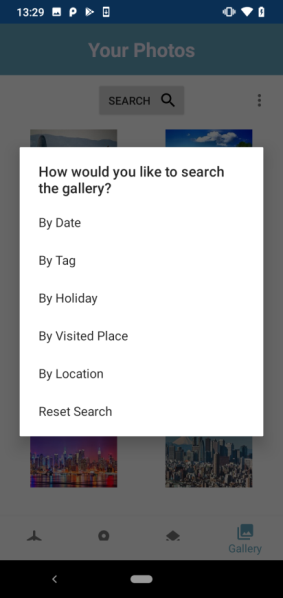 13:29
Your Photos
SEARCH
How would you like to search
the gallery?
By Date
By Tag
By Holiday
By Visited Place
By Location
Reset Search
Gallery